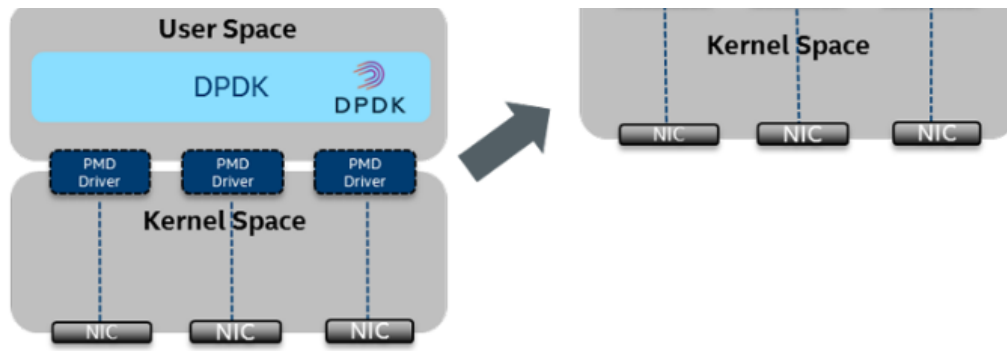 User Space
DPDK
DPDK
PMD
Driver
PMD
Driver
PMD
Driver
Kernel Space
NIC
NIC
NIC
Kernel Space
NIC
NIC
NIC